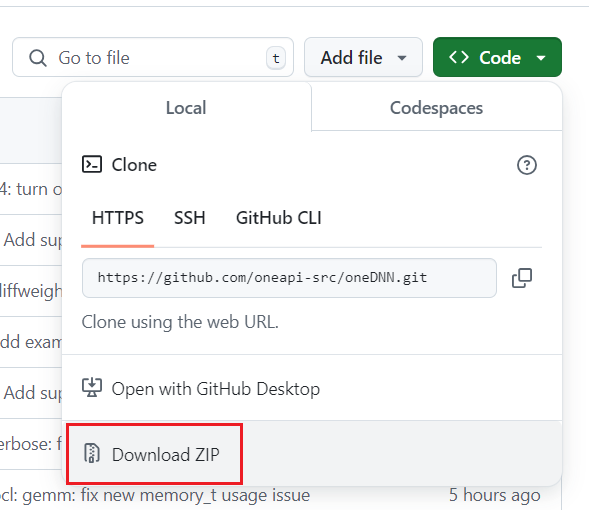 Go to file t Add file Code
Local Codespaces
Clone
4: turn o
HTTPS SSH GitHub CLI
Add sup
https://github.com/oneapi-src/oneDNN.git
liffweigh
Clone using the web URL.
dd exam
Open with GitHub Desktop
Add sup
erbose: f
Download ZIP
ocl: gemm: fix new memory_t usage issue 5 hours ago